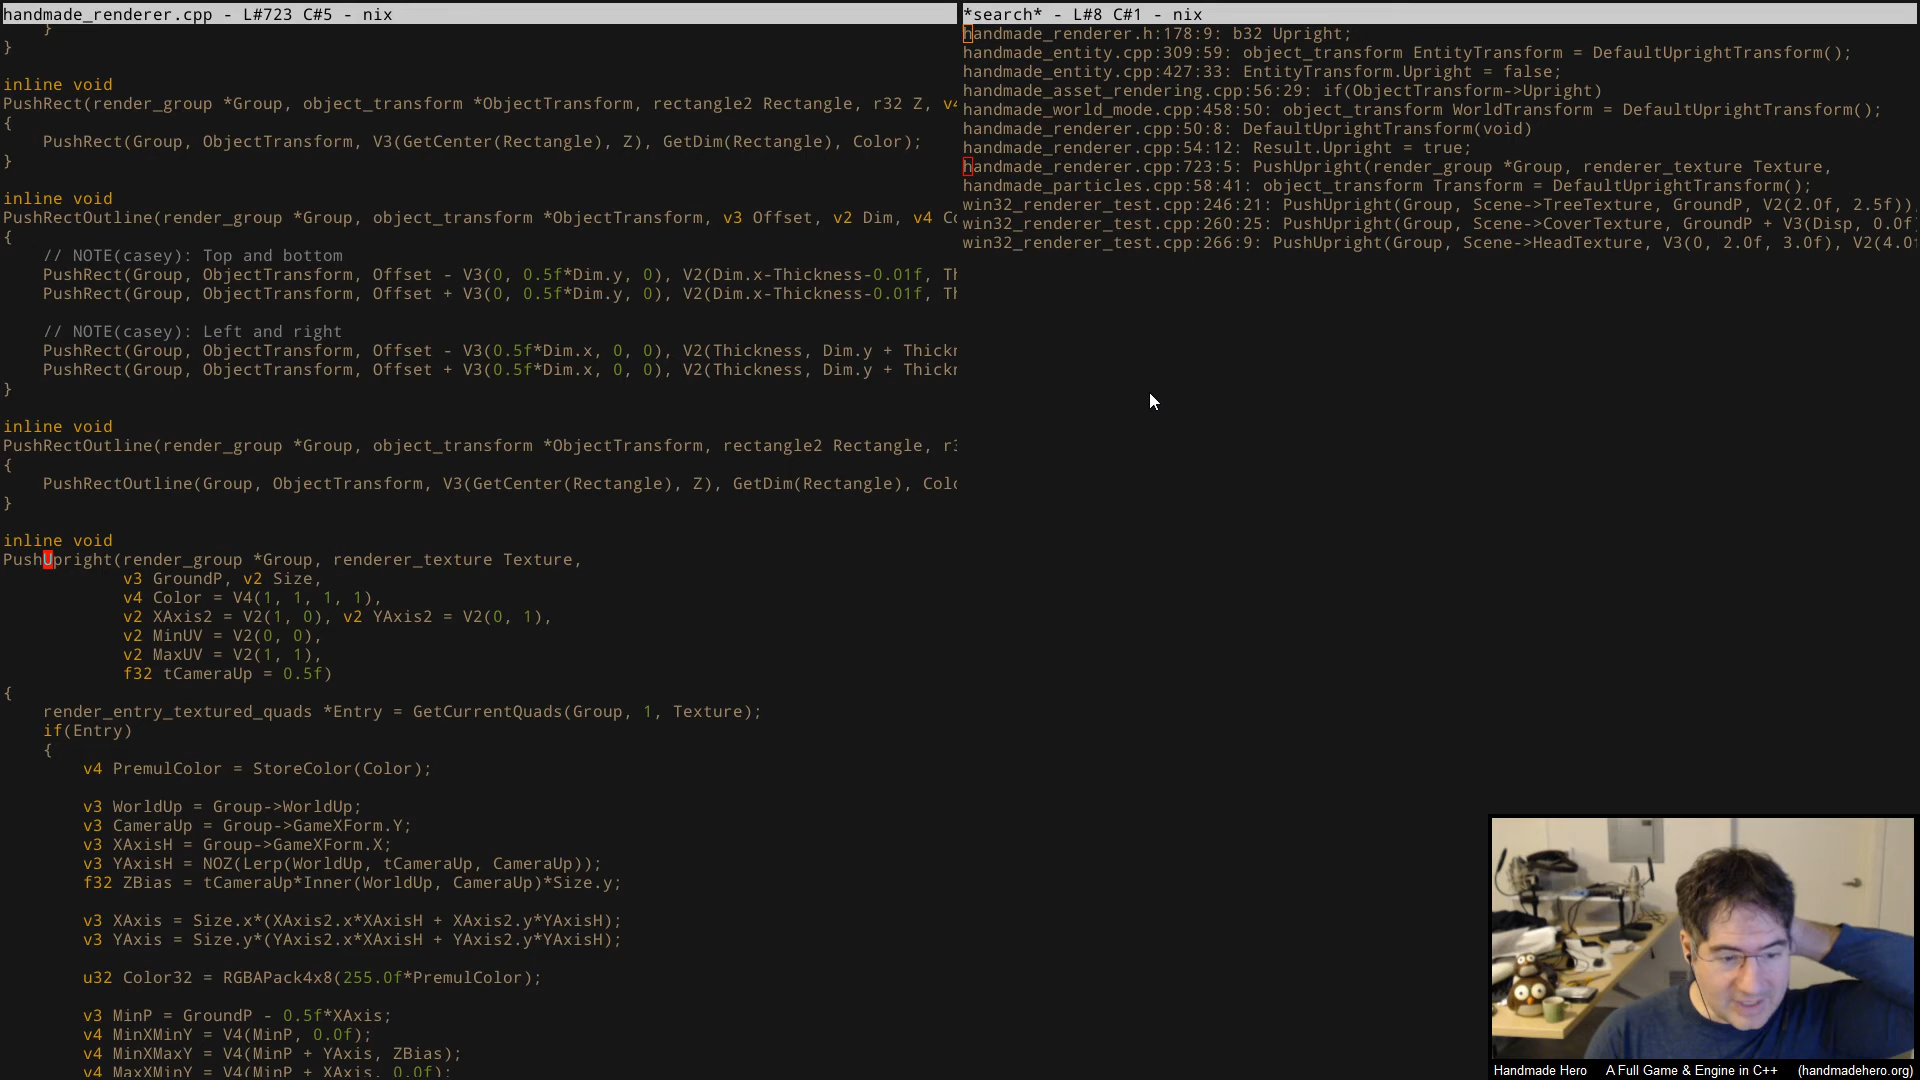 handmade_renderer.cpp - L#723 C#5 - nix
    }
}

inline void
PushRect(render_group *Group, object_transform *ObjectTransform, rectangle2 Rectangle, r32 Z, v4
{
    PushRect(Group, ObjectTransform, V3(GetCenter(Rectangle), Z), GetDim(Rectangle), Color);
}

inline void
PushRectOutline(render_group *Group, object_transform *ObjectTransform, v3 Offset, v2 Dim, v4 Co
{
    // NOTE(casey): Top and bottom
    PushRect(Group, ObjectTransform, Offset - V3(0, 0.5f*Dim.y, 0), V2(Dim.x-Thickness-0.01f, Th
    PushRect(Group, ObjectTransform, Offset + V3(0, 0.5f*Dim.y, 0), V2(Dim.x-Thickness-0.01f, Th

    // NOTE(casey): Left and right
    PushRect(Group, ObjectTransform, Offset - V3(0.5f*Dim.x, 0, 0), V2(Thickness, Dim.y + Thickn
    PushRect(Group, ObjectTransform, Offset + V3(0.5f*Dim.x, 0, 0), V2(Thickness, Dim.y + Thickn
}

inline void
PushRectOutline(render_group *Group, object_transform *ObjectTransform, rectangle2 Rectangle, r3
{
    PushRectOutline(Group, ObjectTransform, V3(GetCenter(Rectangle), Z), GetDim(Rectangle), Colo
}

inline void
PushUpright(render_group *Group, renderer_texture Texture,
            v3 GroundP, v2 Size,
            v4 Color = V4(1, 1, 1, 1),
            v2 XAxis2 = V2(1, 0), v2 YAxis2 = V2(0, 1),
            v2 MinUV = V2(0, 0),
            v2 MaxUV = V2(1, 1),
            f32 tCameraUp = 0.5f)
{
    render_entry_textured_quads *Entry = GetCurrentQuads(Group, 1, Texture);
    if(Entry)
    {
        v4 PremulColor = StoreColor(Color);

        v3 WorldUp = Group->WorldUp;
        v3 CameraUp = Group->GameXForm.Y;
        v3 XAxisH = Group->GameXForm.X;
        v3 YAxisH = NOZ(Lerp(WorldUp, tCameraUp, CameraUp));
        f32 ZBias = tCameraUp*Inner(WorldUp, CameraUp)*Size.y;

        v3 XAxis = Size.x*(XAxis2.x*XAxisH + XAxis2.y*YAxisH);
        v3 YAxis = Size.y*(YAxis2.x*XAxisH + YAxis2.y*YAxisH);

        u32 Color32 = RGBAPack4x8(255.0f*PremulColor);

        v3 MinP = GroundP - 0.5f*XAxis;
        v4 MinXMinY = V4(MinP, 0.0f);
        v4 MinXMaxY = V4(MinP + YAxis, ZBias);
        v4 MaxXMinY = V4(MinP + XAxis, 0.0f);
*search* - L#8 C#1 - nix
handmade_renderer.h:178:9: b32 Upright;
handmade_entity.cpp:309:59: object_transform EntityTransform = DefaultUprightTransform();
handmade_entity.cpp:427:33: EntityTransform.Upright = false;
handmade_asset_rendering.cpp:56:29: if(ObjectTransform->Upright)
handmade_world_mode.cpp:458:50: object_transform WorldTransform = DefaultUprightTransform();
handmade_renderer.cpp:50:8: DefaultUprightTransform(void)
handmade_renderer.cpp:54:12: Result.Upright = true;
handmade_renderer.cpp:723:5: PushUpright(render_group *Group, renderer_texture Texture,
handmade_particles.cpp:58:41: object_transform Transform = DefaultUprightTransform();
win32_renderer_test.cpp:246:21: PushUpright(Group, Scene->TreeTexture, GroundP, V2(2.0f, 2.5f)),
win32_renderer_test.cpp:260:25: PushUpright(Group, Scene->CoverTexture, GroundP + V3(Disp, 0.0f
win32_renderer_test.cpp:266:9: PushUpright(Group, Scene->HeadTexture, V3(0, 2.0f, 3.0f), V2(4.0f
Handmade Hero A Full Game & Engine in C++ (handmadehero.org)